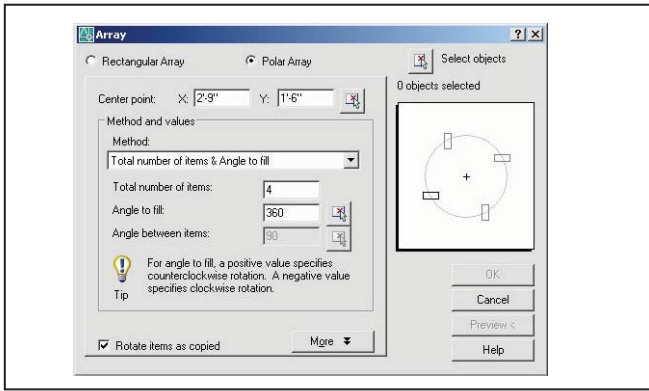 Array
Rectangular Array Polar Array Select objects
0 objects selected
Center point: X: 2'-9" Y: 1'-6"
Method and values
Method:
Total number of items & Angle to fill
Total number of items: 4
Angle to fill: 360
Angle between items: 90
For angle to fill, a positive value specifies
counterclockwise rotation. A negative value
specifies clockwise rotation.
Tip
Rotate items as copied
More
OK
Cancel
Preview <
Help